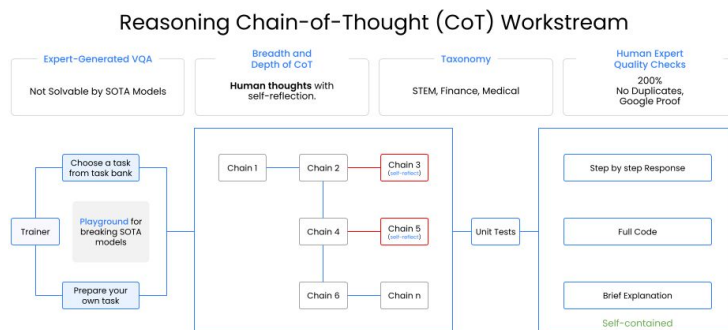 Reasoning Chain-of-Thought (CoT) Workstream
Expert-Generated VQA
Not Solvable by SOTA Models
Breadth and
Depth of CoT
Human thoughts with
self-reflection.
Taxonomy
STEM, Finance, Medical
Human Expert
Quality Checks
200%
No Duplicates,
Google Proof
Trainer
Choose a task
from task bank
Playground for
breaking SOTA
models
Prepare your
own task
Chain 1
Chain 2
Chain 3
(self-reflect)
Chain 4
Chain 5
(self-reflect)
Chain 6
Chain n
Unit Tests
Step by step Response
Full Code
Brief Explanation
Self-contained